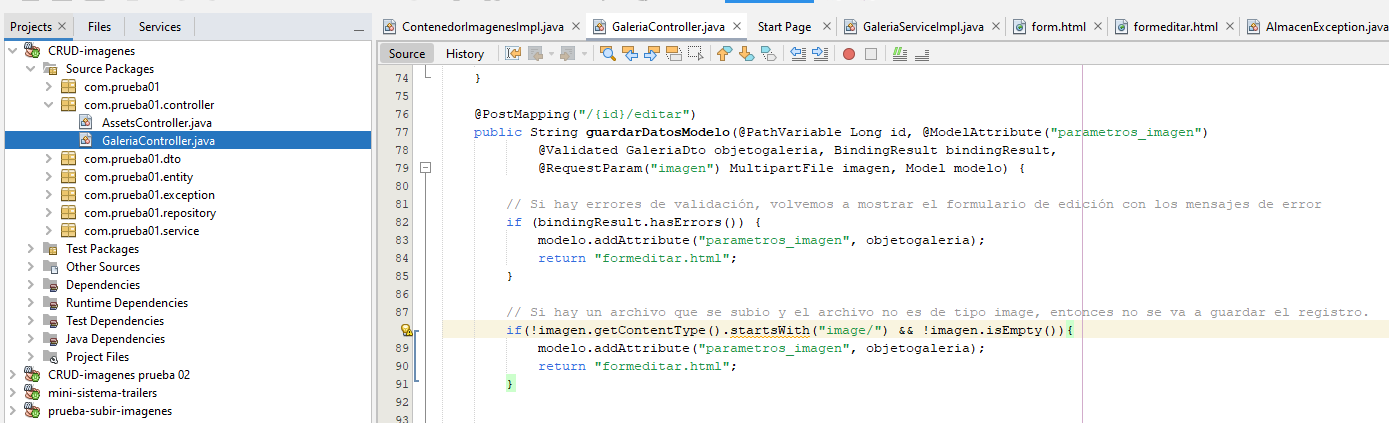 Projects
Files
Services
CRUD-imagenes
Source Packages
com.prueba01
com.prueba01.controller
AssetsController.java
GaleriaController.java
com.prueba01.dto
com.prueba01.entity
com.prueba01.exception
com.prueba01.repository
com.prueba01.service
Test Packages
Other Sources
Dependencies
Runtime Dependencies
Test Dependencies
Java Dependencies
Project Files
CRUD-imagenes prueba 02
mini-sistema-trailers
prueba-subir-imagenes
ContenedorImagenesImpl.java
GaleriaController.java
Start Page
GaleriaServiceImpl.java
form.html
formeditar.html
AlmacenException.java
Source
History
74 }
75
76 @PostMapping("/{id}/editar")
77 public String guardarDatosModelo(@PathVariable Long id, @ModelAttribute("parametros_imagen")
78 @Validated GaleriaDto objetogaleria, BindingResult bindingResult,
79 @RequestParam("imagen") MultipartFile imagen, Model modelo) {
80
81 // Si hay errores de validación, volvemos a mostrar el formulario de edición con los mensajes de error
82 if (bindingResult.hasErrors()) {
83 modelo.addAttribute("parametros_imagen", objetogaleria);
84 return "formeditar.html";
85 }
86
87 // Si hay un archivo que se subio y el archivo no es de tipo image, entonces no se va a guardar el registro.
if(!imagen.getContentType().startsWith("image/") && !imagen.isEmpty()){
89 modelo.addAttribute("parametros_imagen", objetogaleria);
90 return "formeditar.html";
91 }
92
93